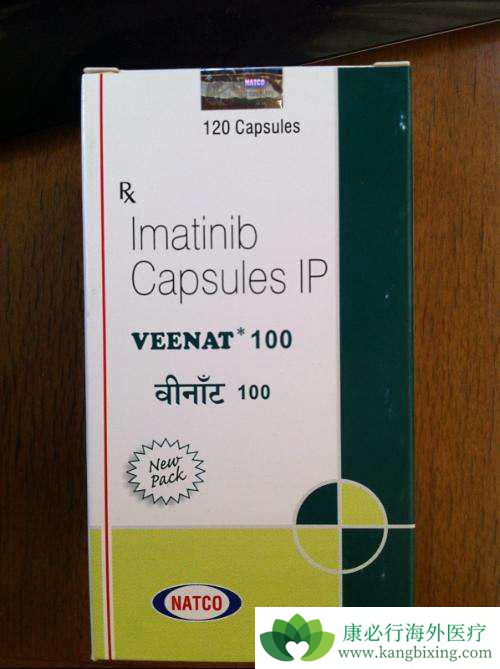 NATCO
120 Capsules
Rx
Imatinib
Capsules IP
VEENAT* 100
वीनाॅंट 100
New
Pack
NATCO
康必行海外医疗
www.kangbixing.com